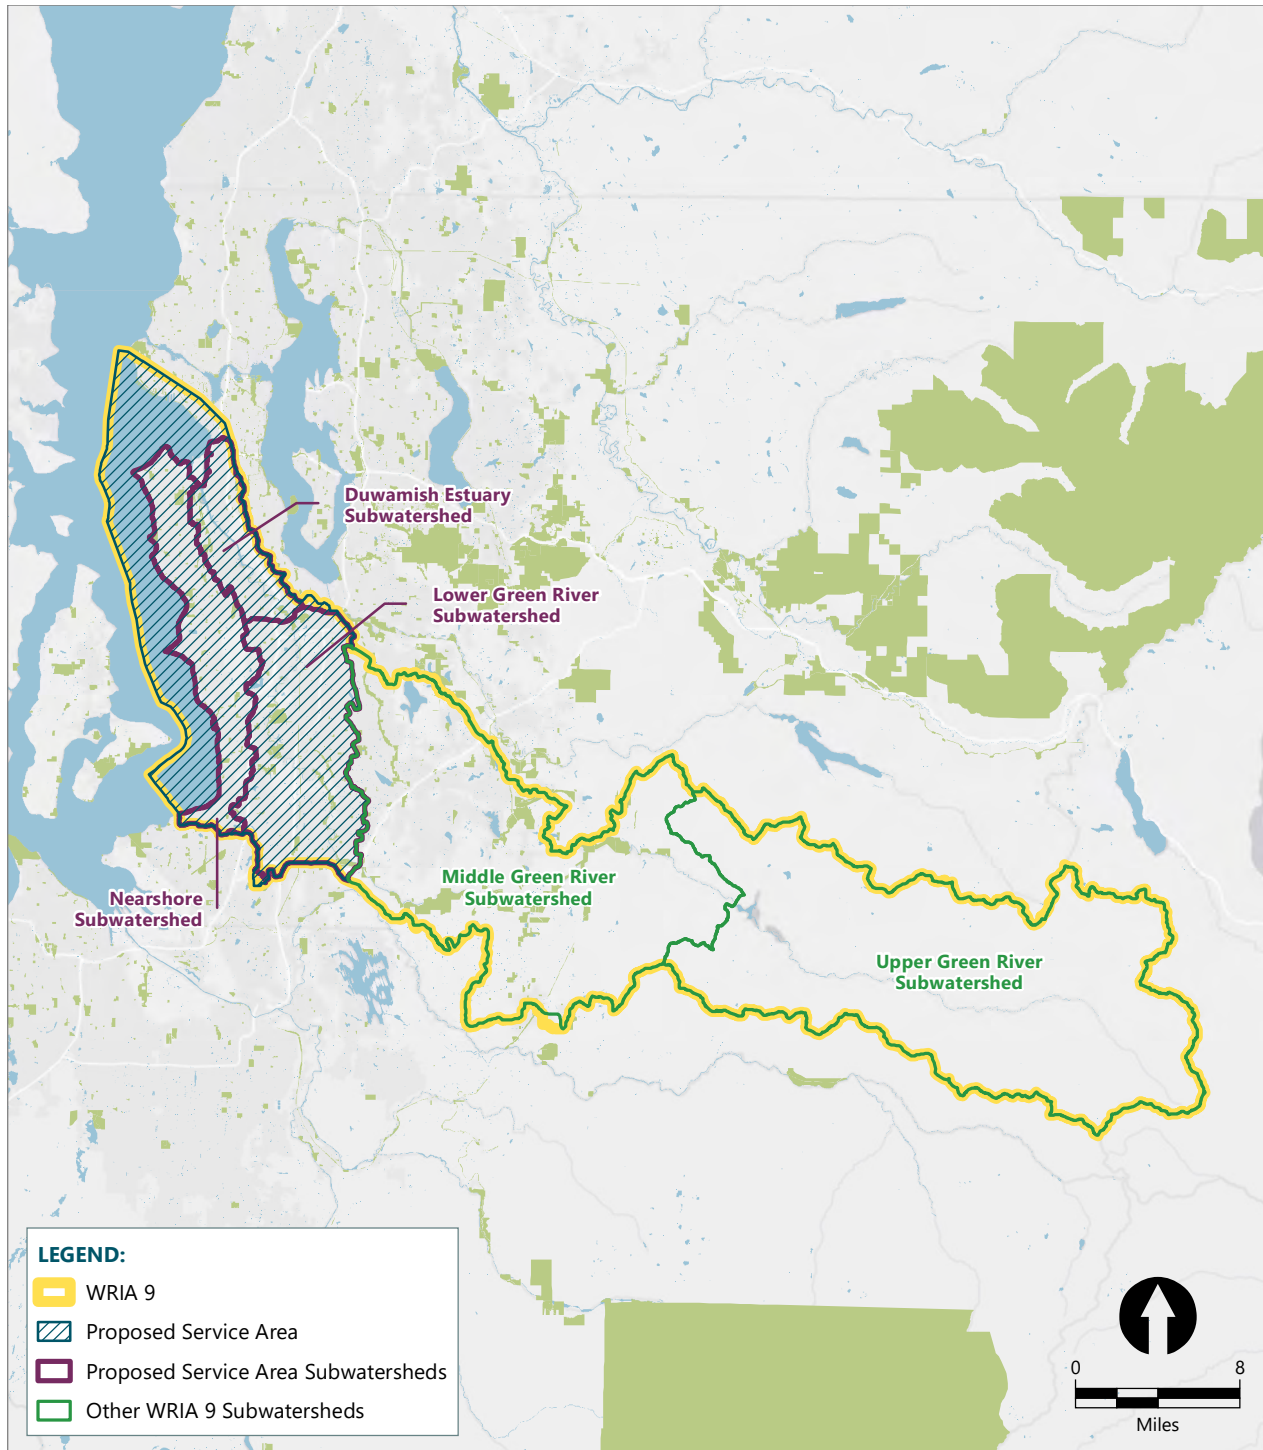 Duwamish Estuary
Subwatershed
Lower Green River
Subwatershed
Middle Green River
Subwatershed
Nearshore
Subwatershed
Upper Green River
Subwatershed
LEGEND:
WRIA 9
Proposed Service Area
Proposed Service Area Subwatersheds
Other WRIA 9 Subwatersheds
0 8
Miles